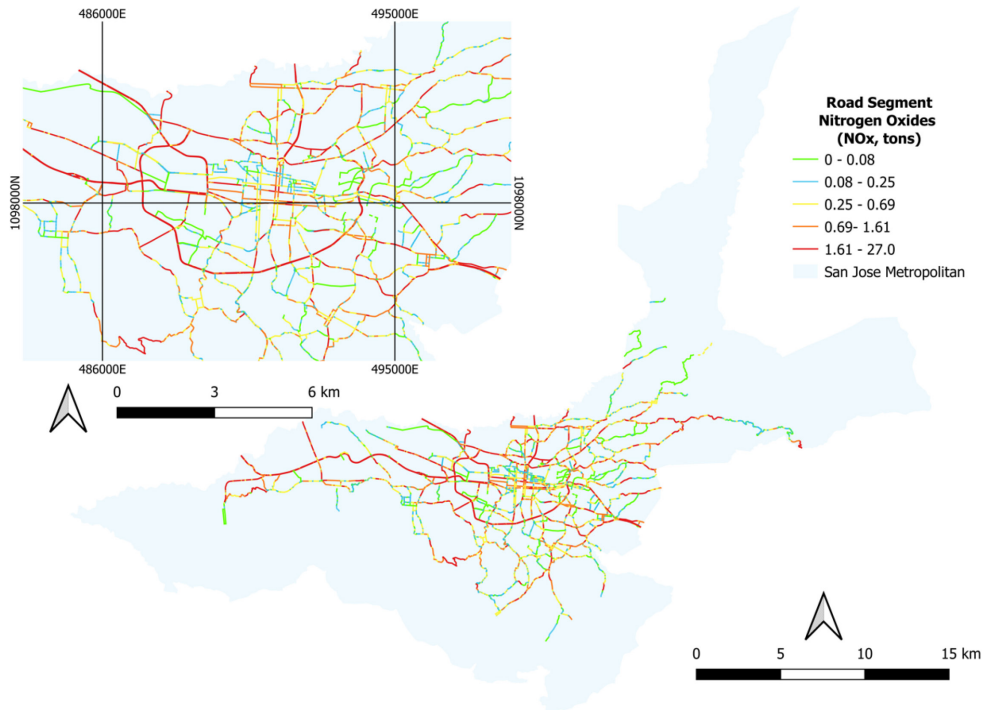 486000E
495000E
1098000N
1098000N
486000E
495000E
0 3 6 km
Road Segment
Nitrogen Oxides
(NOx, tons)
0 - 0.08
0.08 - 0.25
0.25 - 0.69
0.69- 1.61
1.61 - 27.0
San Jose Metropolitan
0 5 10 15 km